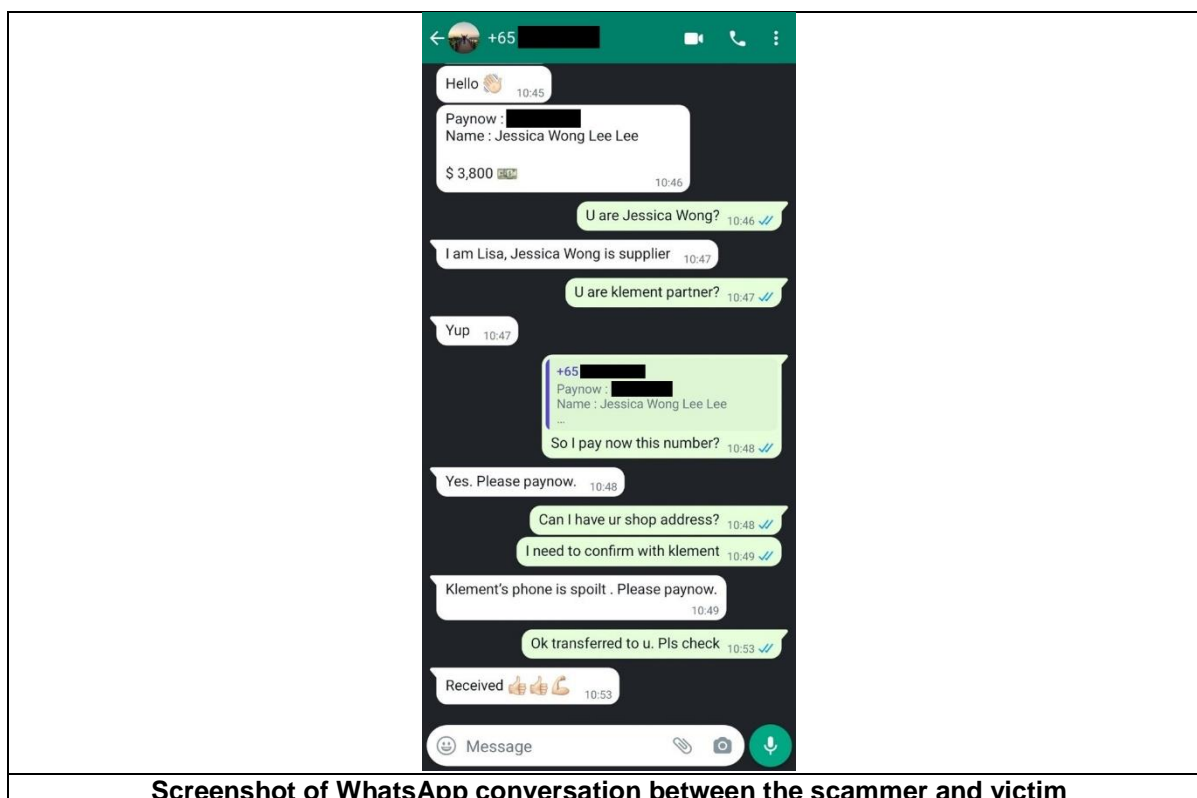 +65
Hello 👋🏻
10:45
Paynow :
Name : Jessica Wong Lee Lee
$ 3,800 💵
10:46
U are Jessica Wong?
10:46
I am Lisa, Jessica Wong is supplier
10:47
U are klement partner?
10:47
Yup
10:47
+65
Paynow :
Name : Jessica Wong Lee Lee
...
So I pay now this number?
10:48
Yes. Please paynow.
10:48
Can I have ur shop address?
10:48
I need to confirm with klement
10:49
Klement's phone is spoilt . Please paynow.
10:49
Ok transferred to u. Pls check
10:53
Received 👍🏻👍🏻💪🏻
10:53
Message
Screenshot of WhatsApp conversation between the scammer and victim